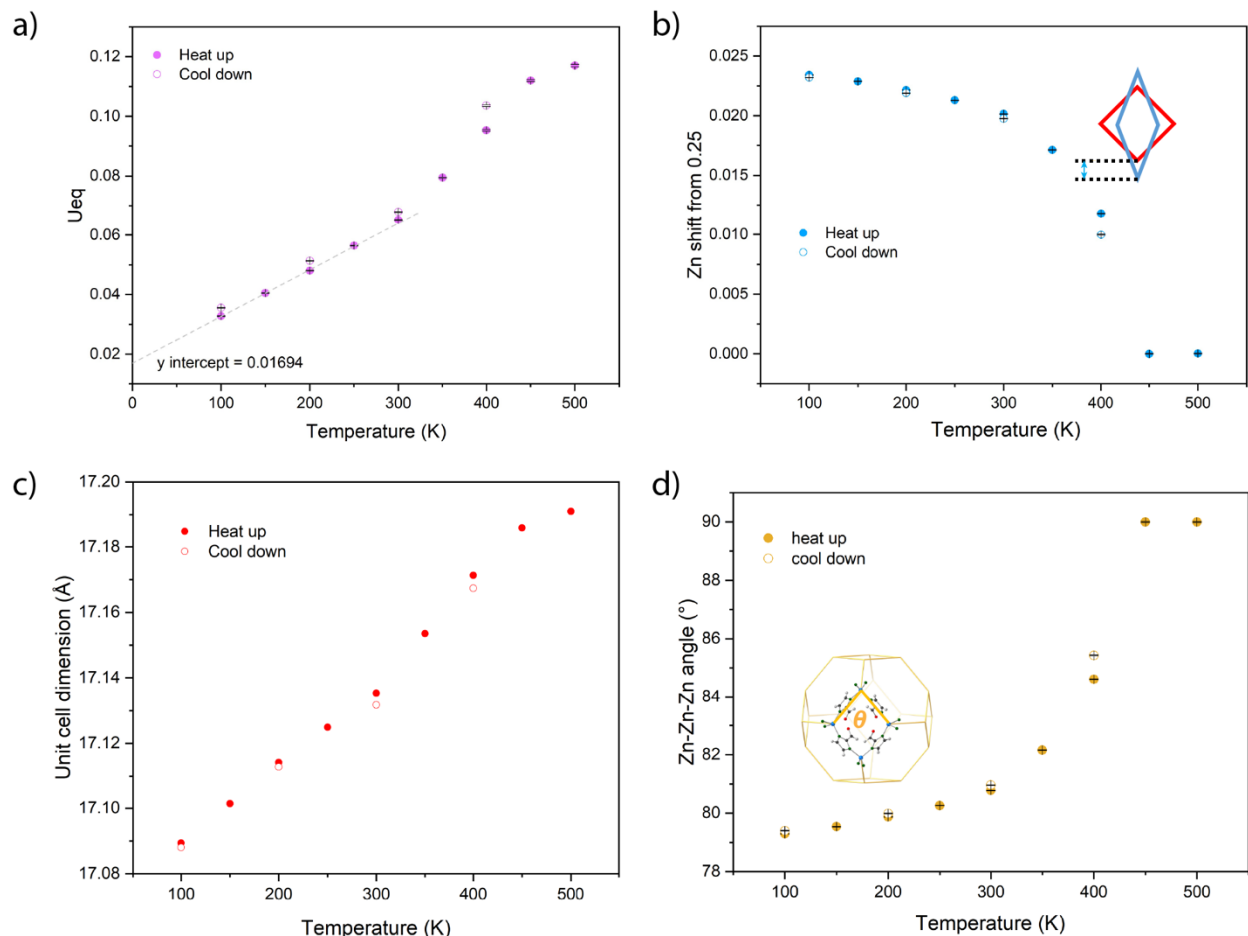 a)
Heat up
Cool down
0.12
0.10
0.08
0.06
0.04
0.02
Ueq
y intercept = 0.01694
0 100 200 300 400 500
Temperature (K)
b)
0.025
0.020
0.015
0.010
0.005
0.000
Zn shift from 0.25
Heat up
Cool down
100 200 300 400 500
Temperature (K)
c)
17.20
17.18
17.16
17.14
17.12
17.10
17.08
Unit cell dimension (Å)
Heat up
Cool down
100 200 300 400 500
Temperature (K)
d)
90
88
86
84
82
80
78
Zn-Zn-Zn angle (°)
heat up
cool down
θ
100 200 300 400 500
Temperature (K)